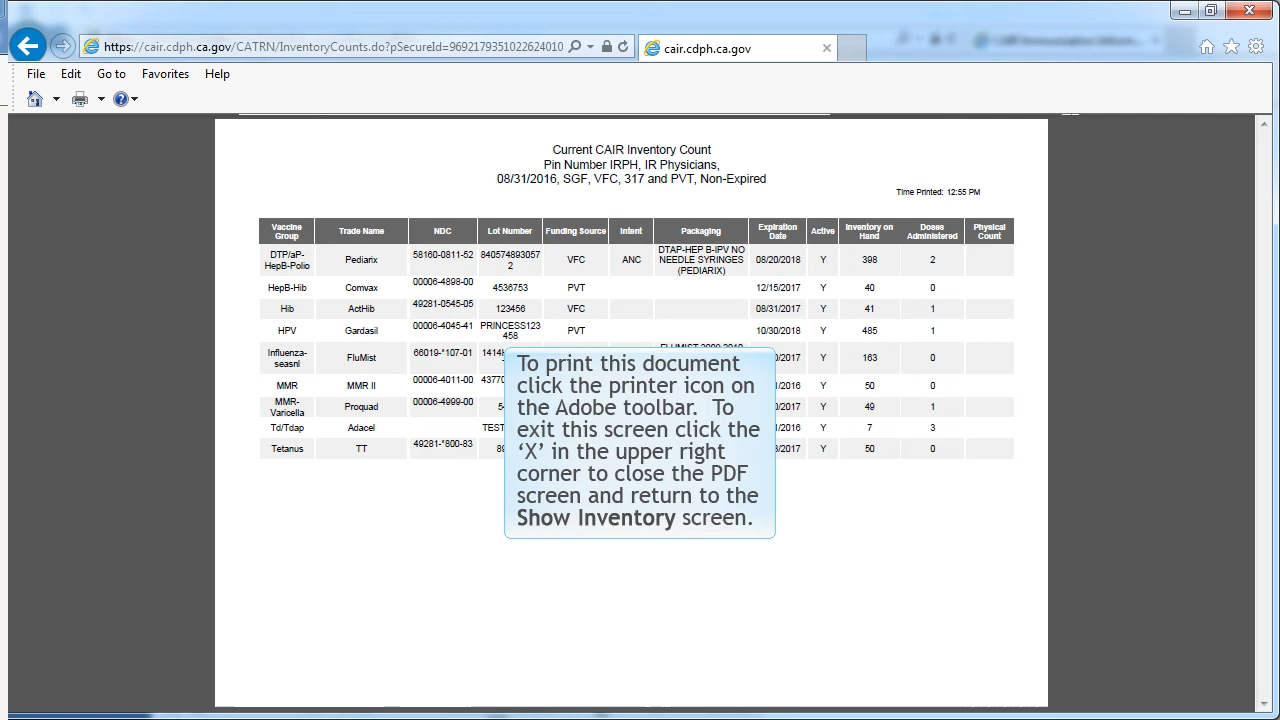 https://cair.cdph.ca.gov/CATRN/InventoryCounts.do?pSecureId=3692179351022624010
cair.cdph.ca.gov
File Edit Go to Favorites Help
Current CAIR Inventory Count
Pin Number IRPH, IR Physicians,
08/31/2016, SGF, VFC, 317 and PVT, Non-Expired
Time Printed: 12:55 PM
Vaccine Group Trade Name NDC Lot Number Funding Source Intent Packaging Expiration Date Active Inventory on Hand Doses Administered Physical Count
DTP/aP-HepB-Polio Pediarix 58160-0811-52 8405748930572 VFC ANC DTAP-HEP B-IPV NO NEEDLE SYRINGES (PEDIARIX) 08/20/2018 Y 398 2
HepB-Hib Comvax 00006-4898-00 4536753 PVT 12/15/2017 Y 40 0
Hib ActHib 49281-0545-05 123456 VFC 08/31/2017 Y 41 1
HPV Gardasil 00006-4045-41 PRINCESS123458 PVT 10/30/2018 Y 485 1
Influenza-seasnl FluMist 66019-*107-01 Y 163 0
MMR MMR II 00006-4011-00 Y 50 0
MMR-Varicella Proquad 00006-4999-00 Y 49 1
Td/Tdap Adacel TEST Y 7 3
Tetanus TT 49281-*800-83 Y 50 0
To print this document
click the printer icon on
the Adobe toolbar. To
exit this screen click the
‘X’ in the upper right
corner to close the PDF
screen and return to the
Show Inventory screen.